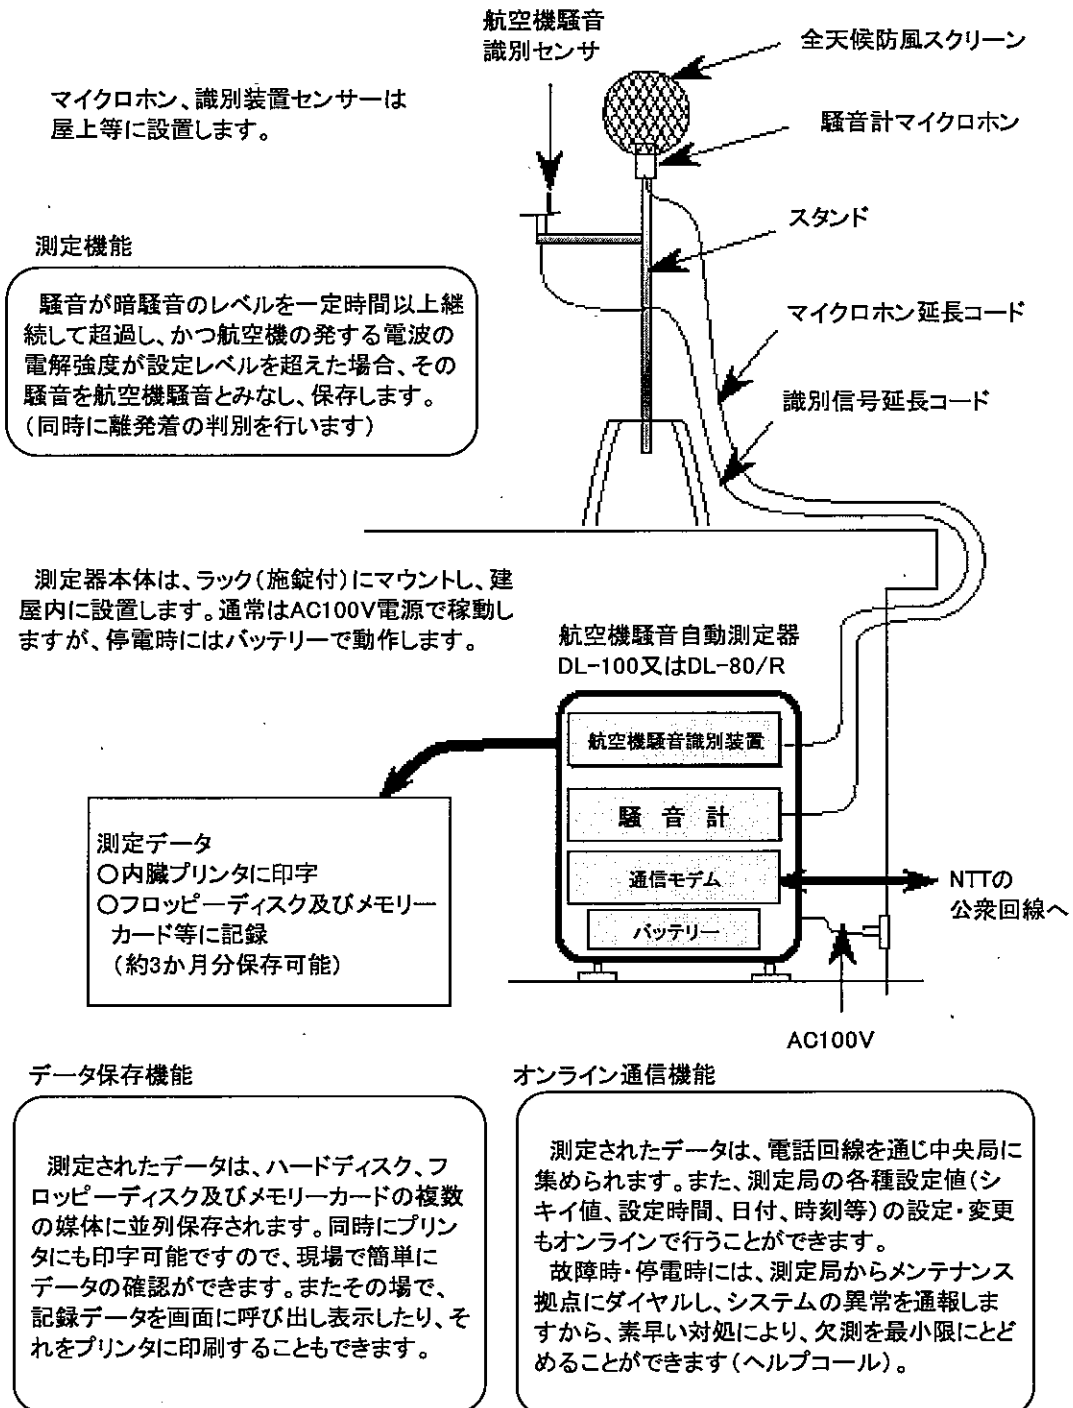 航空機騒音
識別センサ
全天候防風スクリーン
マイクロホン、識別装置センサーは
屋上等に設置します。
騒音計マイクロホン
スタンド
測定機能
騒音が暗騒音のレベルを一定時間以上継
続して超過し、かつ航空機の発する電波の
電解強度が設定レベルを超えた場合、その
騒音を航空機騒音とみなし、保存します。
(同時に離発着の判別を行います)
マイクロホン延長コード
識別信号延長コード
測定器本体は、ラック(施錠付)にマウントし、建
屋内に設置します。通常はAC100V電源で稼動し
ますが、停電時にはバッテリーで動作します。
航空機騒音自動測定器
DL-100又はDL-80/R
航空機騒音識別装置
騒 音 計
通信モデム
バッテリー
測定データ
○内臓プリンタに印字
○フロッピーディスク及びメモリー
カード等に記録
(約3か月分保存可能)
NTTの
公衆回線へ
AC100V
データ保存機能
測定されたデータは、ハードディスク、フ
ロッピーディスク及びメモリーカードの複数
の媒体に並列保存されます。同時にプリン
タにも印字可能ですので、現場で簡単に
データの確認ができます。またその場で、
記録データを画面に呼び出し表示したり、そ
れをプリンタに印刷することもできます。
オンライン通信機能
測定されたデータは、電話回線を通じ中央局に
集められます。また、測定局の各種設定値(シ
キイ値、設定時間、日付、時刻等)の設定・変更
もオンラインで行うことができます。
故障時・停電時には、測定局からメンテナンス
拠点にダイヤルし、システムの異常を通報しま
すから、素早い対処により、欠測を最小限にとど
めることができます(ヘルプコール)。